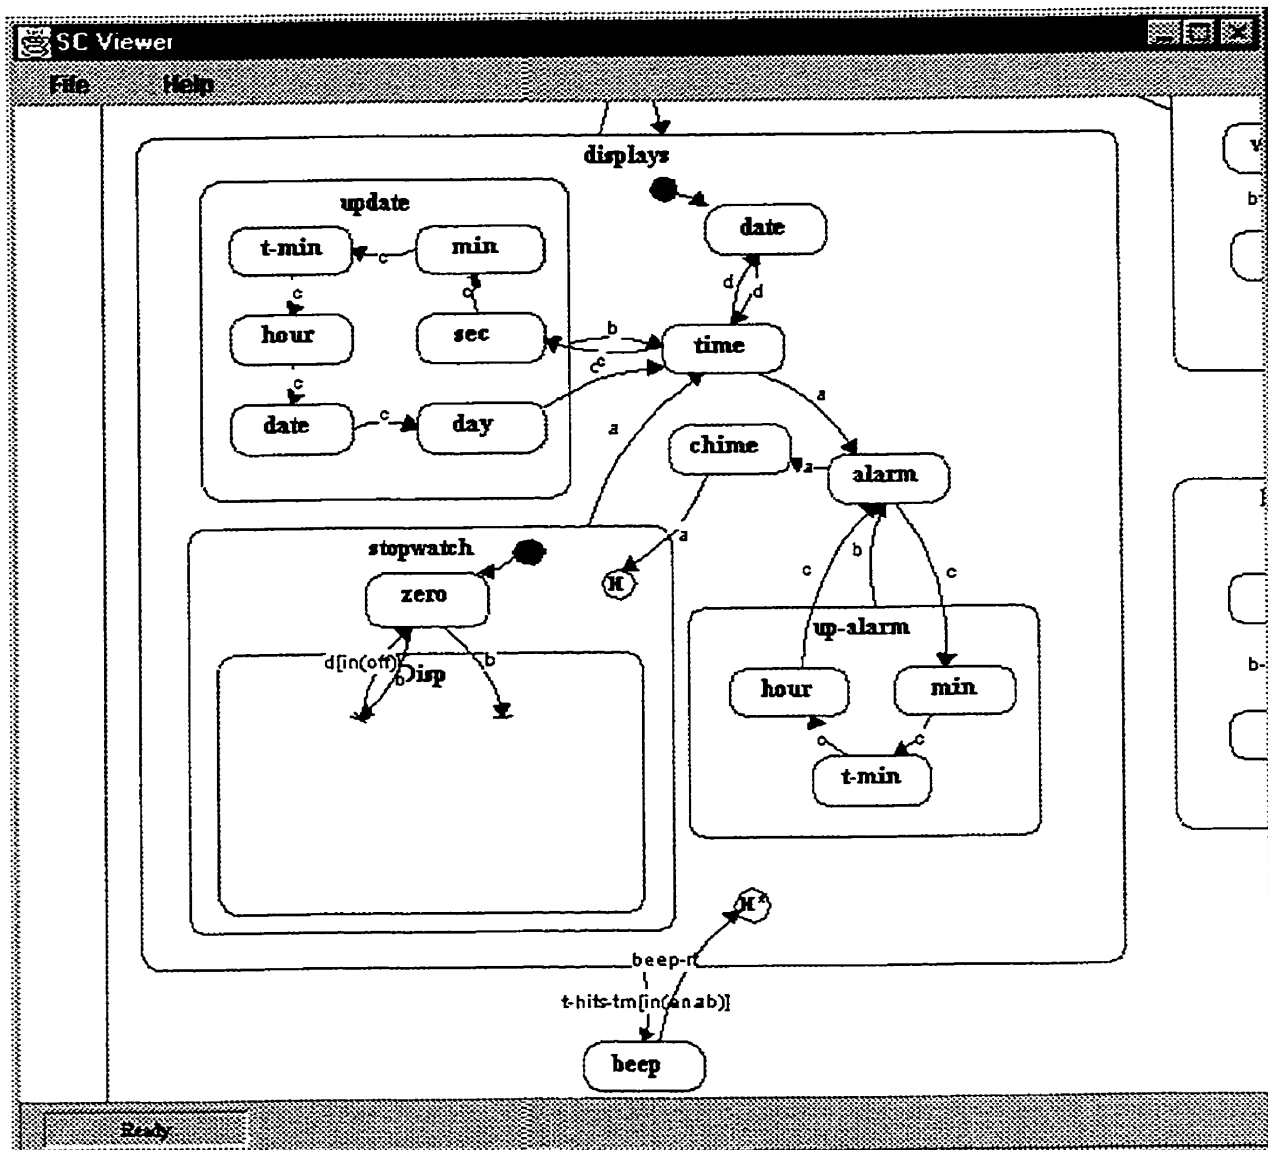 SC Viewer
File Help
displays
update
date
t-min
c
min
d
d
c
c
hour
sec
b
c
time
c
c
a
date
c
day
a
chime
a
alarm
a
stopwatch
H
c
b
c
zero
up-alarm
d[in(off)
b
b
Disp
hour
min
c
c
t-min
H*
beep-r
t-hits-tm[in(enab)]
beep
b-
b-
Ready